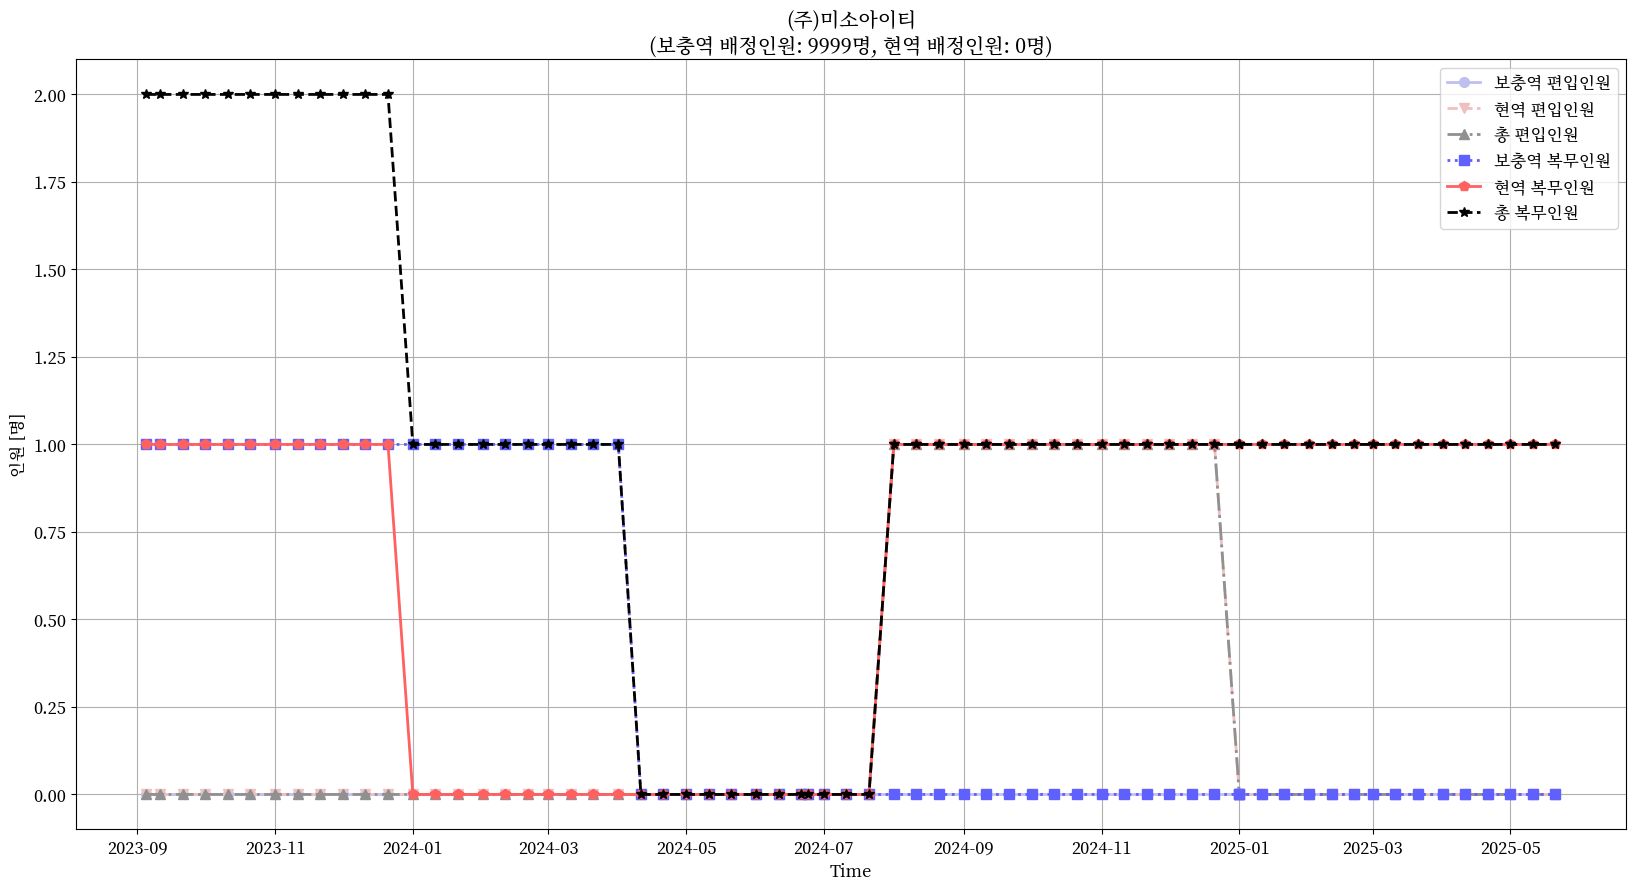 (주)미소아이티
(보충역 배정인원: 9999명, 현역 배정인원: 0명)
보충역 편입인원
현역 편입인원
총 편입인원
보충역 복무인원
현역 복무인원
총 복무인원
인원 [명]
2.00
1.75
1.50
1.25
1.00
0.75
0.50
0.25
0.00
2023-09 2023-11 2024-01 2024-03 2024-05 2024-07 2024-09 2024-11 2025-01 2025-03 2025-05
Time